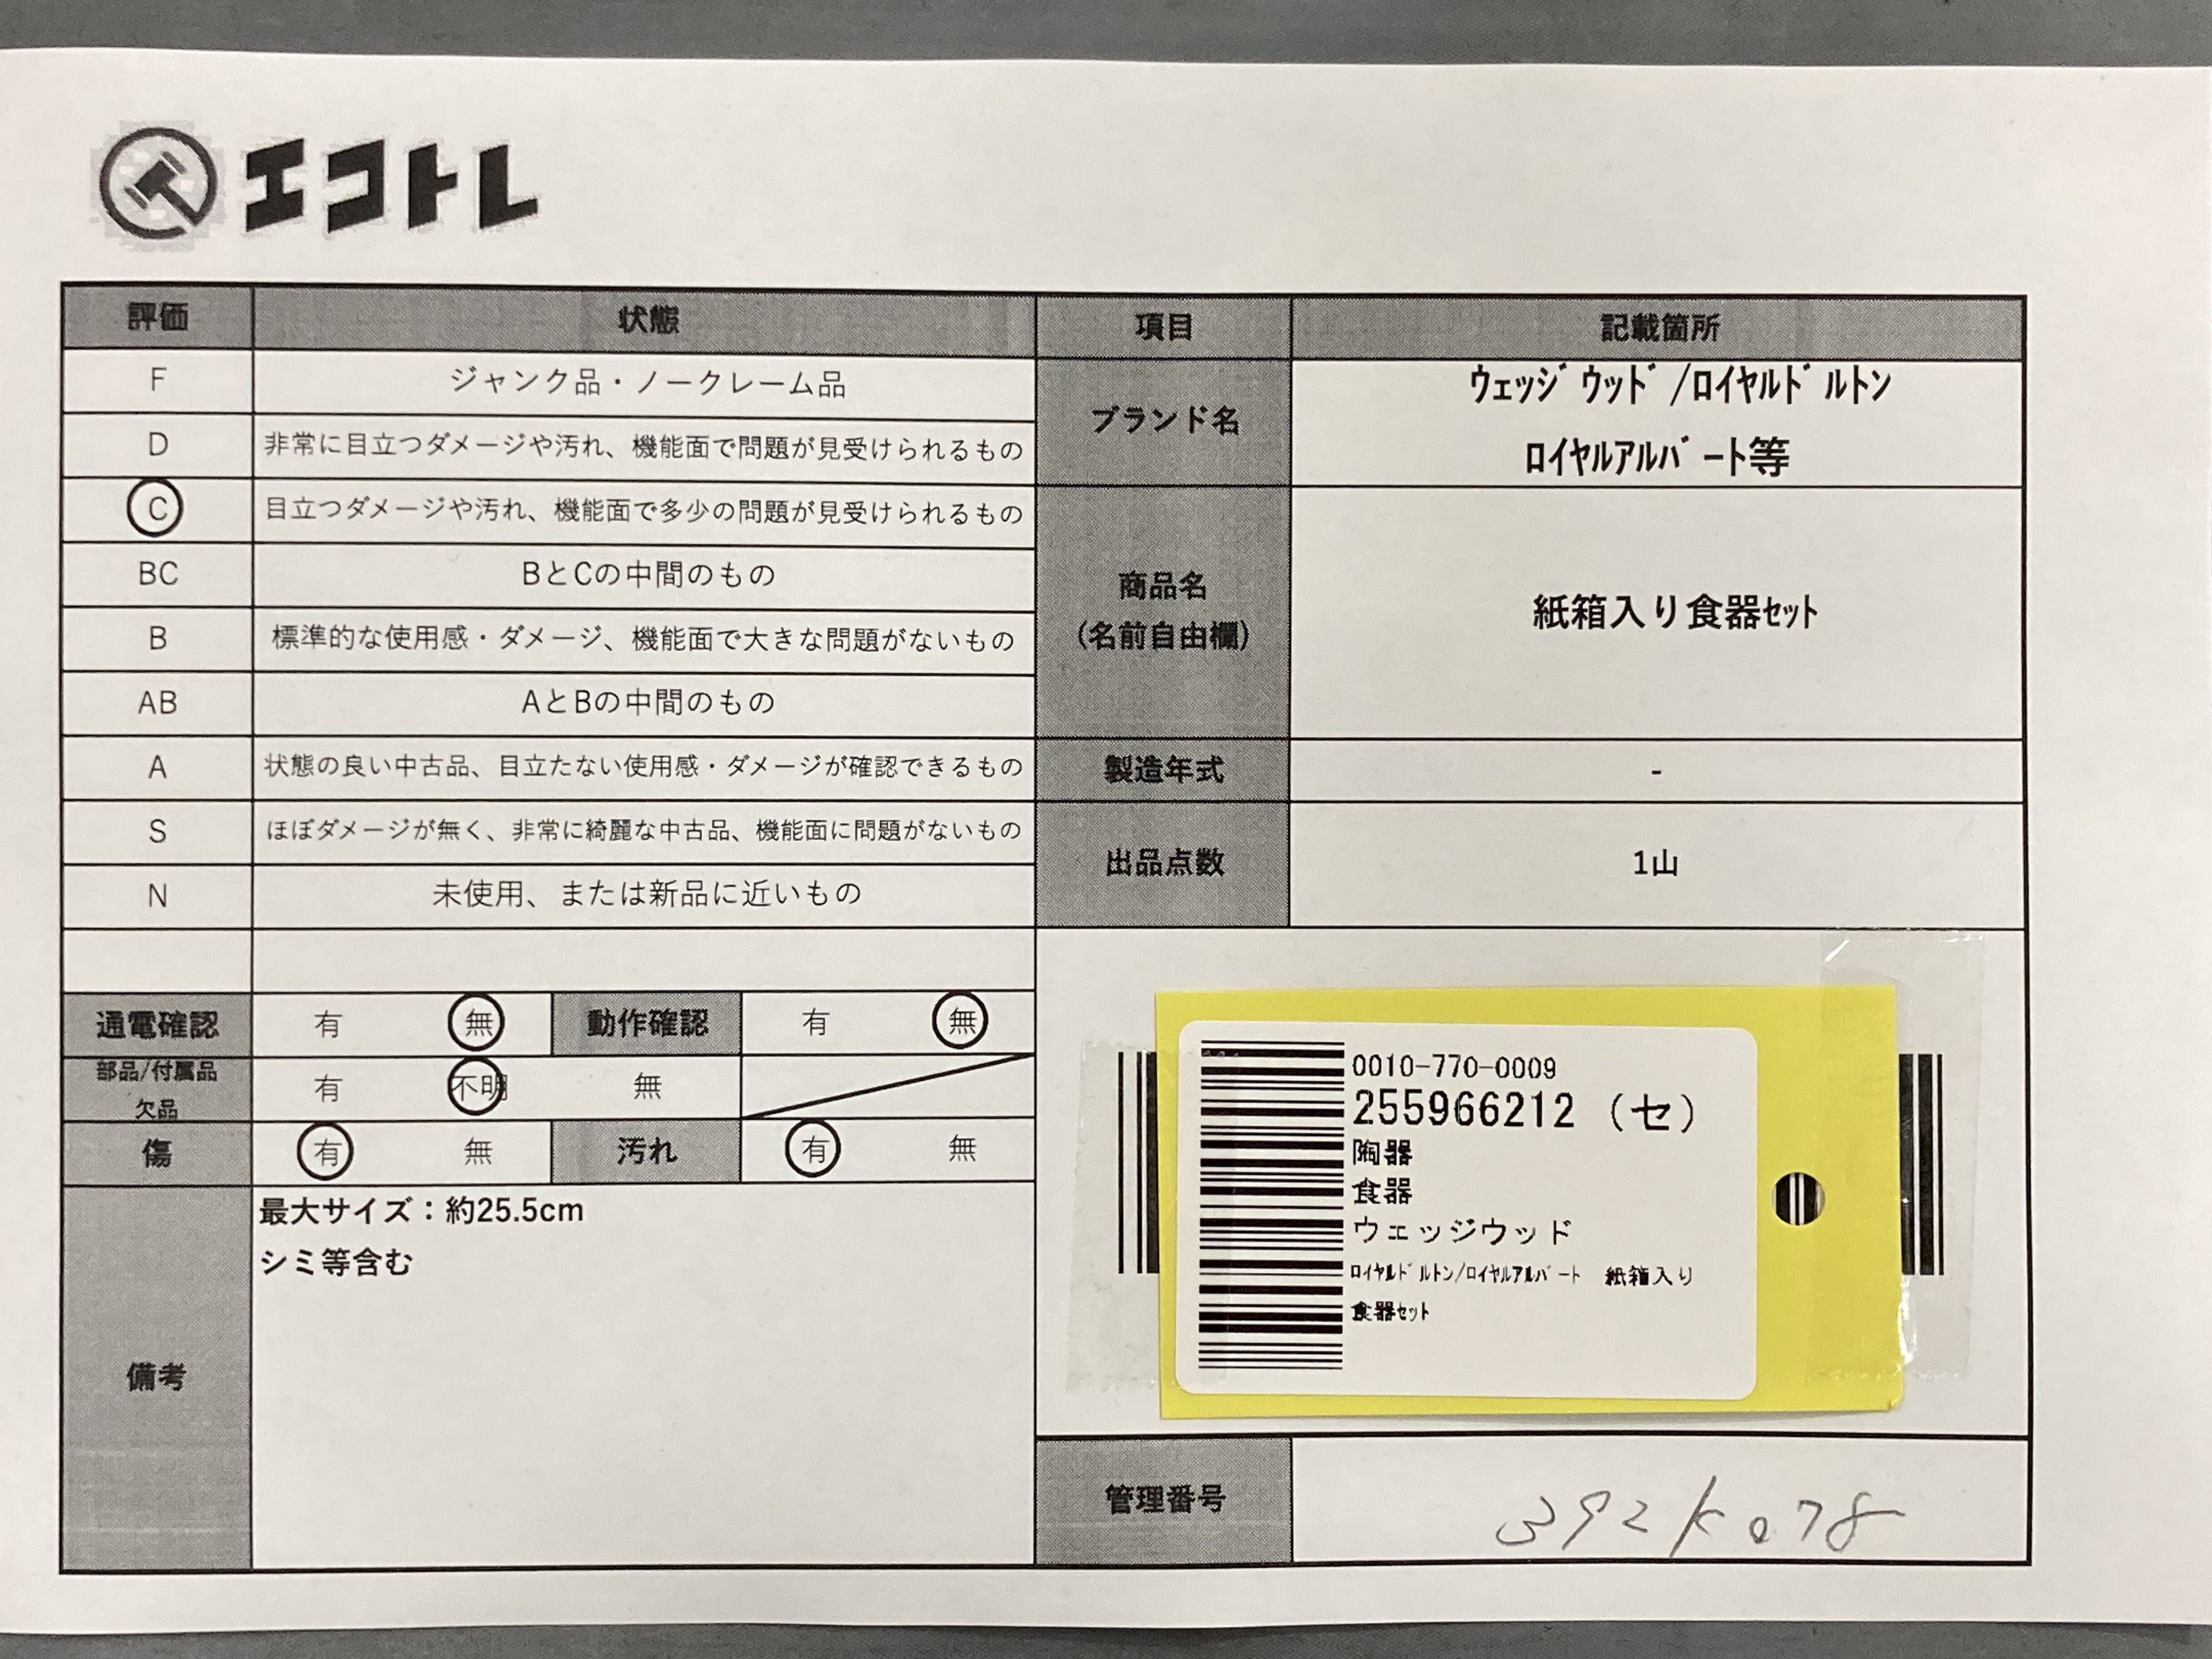 エコトレ
評価 状態 項目 記載箇所
F ジャンク品・ノークレーム品
D 非常に目立つダメージや汚れ、機能面で問題が見受けられるもの
C 目立つダメージや汚れ、機能面で多少の問題が見受けられるもの
BC BとCの中間のもの
B 標準的な使用感・ダメージ、機能面で大きな問題がないもの
AB AとBの中間のもの
A 状態の良い中古品、目立たない使用感・ダメージが確認できるもの
S ほぼダメージが無く、非常に綺麗な中古品、機能面に問題がないもの
N 未使用、または新品に近いもの
ブランド名
ｳｪｯｼﾞｳｯﾄﾞ/ﾛｲﾔﾙﾄﾞﾙﾄﾝ
ﾛｲﾔﾙｱﾙﾊﾞｰﾄ等
商品名
(名前自由欄)
紙箱入り食器ｾｯﾄ
製造年式 -
出品点数 1山
通電確認 有 無 動作確認 有 無
部品/付属品
欠品
有 不明 無
傷 有 無 汚れ 有 無
備考
最大サイズ：約25.5cm
シミ等含む
0010-770-0009
255966212（セ）
陶器
食器
ウェッジウッド
ﾛｲﾔﾙﾄﾞﾙﾄﾝ/ﾛｲﾔﾙｱﾙﾊﾞｰﾄ 紙箱入り
食器ｾｯﾄ
管理番号 392K078